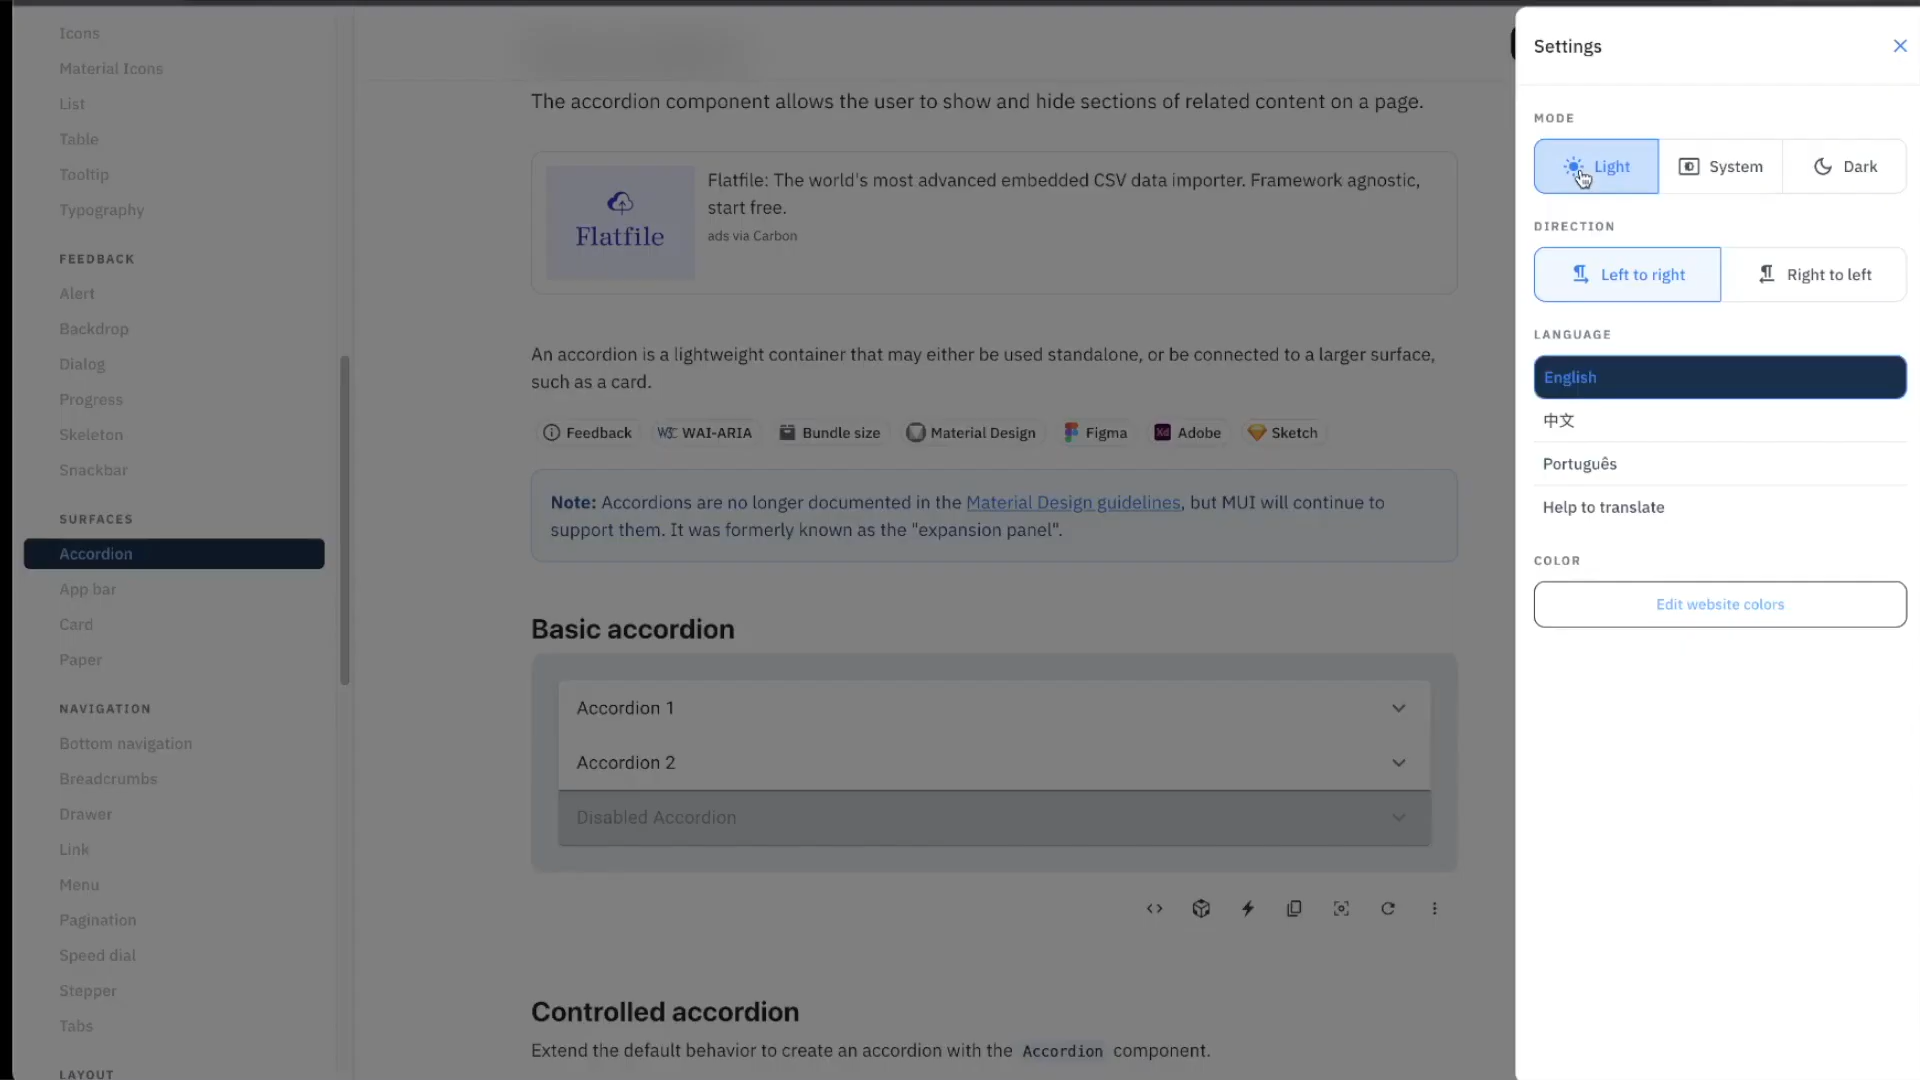 Icons
Material Icons
List
Table
Tooltip
Typography
FEEDBACK
Alert
Backdrop
Dialog
Progress
Skeleton
Snackbar
SURFACES
Accordion
App bar
Card
Paper
NAVIGATION
Bottom navigation
Breadcrumbs
Drawer
Link
Menu
Pagination
Speed dial
Stepper
Tabs
LAYOUT
The accordion component allows the user to show and hide sections of related content on a page.
Flatfile
Flatfile: The world's most advanced embedded CSV data importer. Framework agnostic,
start free.
ads via Carbon
An accordion is a lightweight container that may either be used standalone, or be connected to a larger surface,
such as a card.
Feedback W3C WAI-ARIA Bundle size Material Design Figma Xd Adobe Sketch
Note: Accordions are no longer documented in the Material Design guidelines, but MUI will continue to
support them. It was formerly known as the "expansion panel".
Basic accordion
Accordion 1
Accordion 2
Disabled Accordion
Controlled accordion
Extend the default behavior to create an accordion with the Accordion component.
Settings
MODE
Light System Dark
DIRECTION
Left to right Right to left
LANGUAGE
English
中文
Português
Help to translate
COLOR
Edit website colors